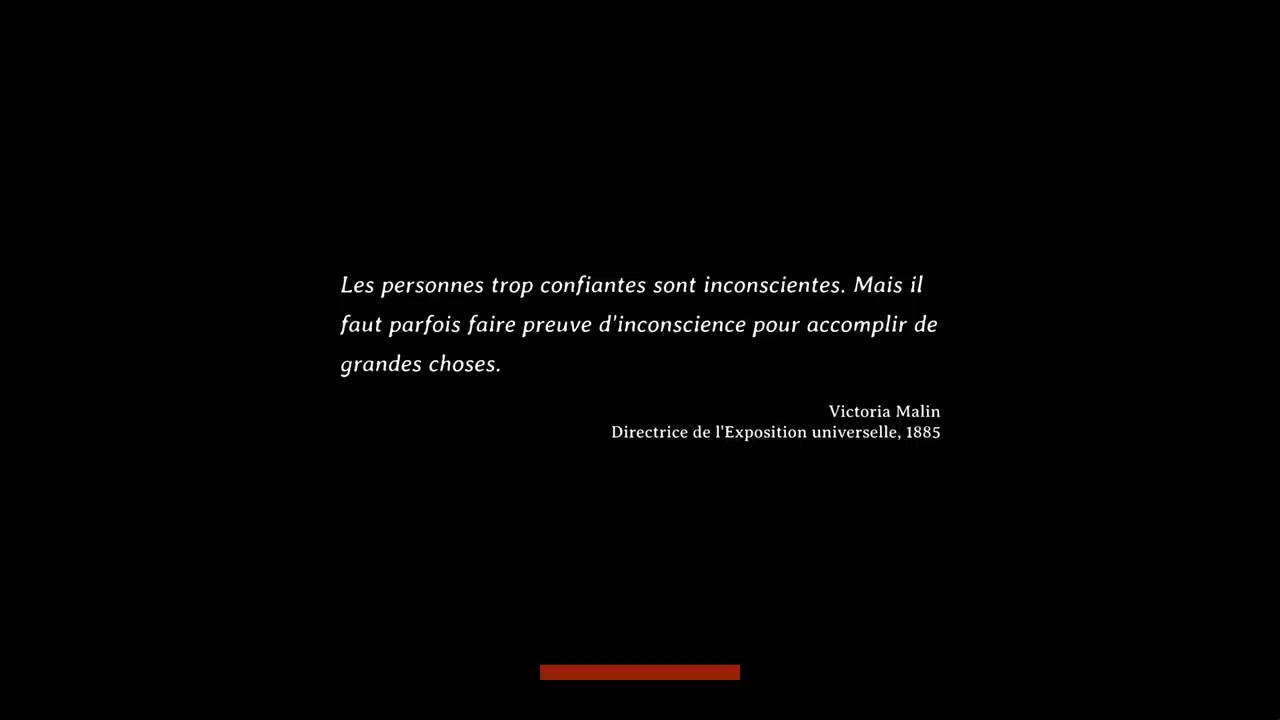 Les personnes trop confiantes sont inconscientes. Mais il
faut parfois faire preuve d'inconscience pour accomplir de
grandes choses.
Victoria Malin
Directrice de l'Exposition universelle, 1885